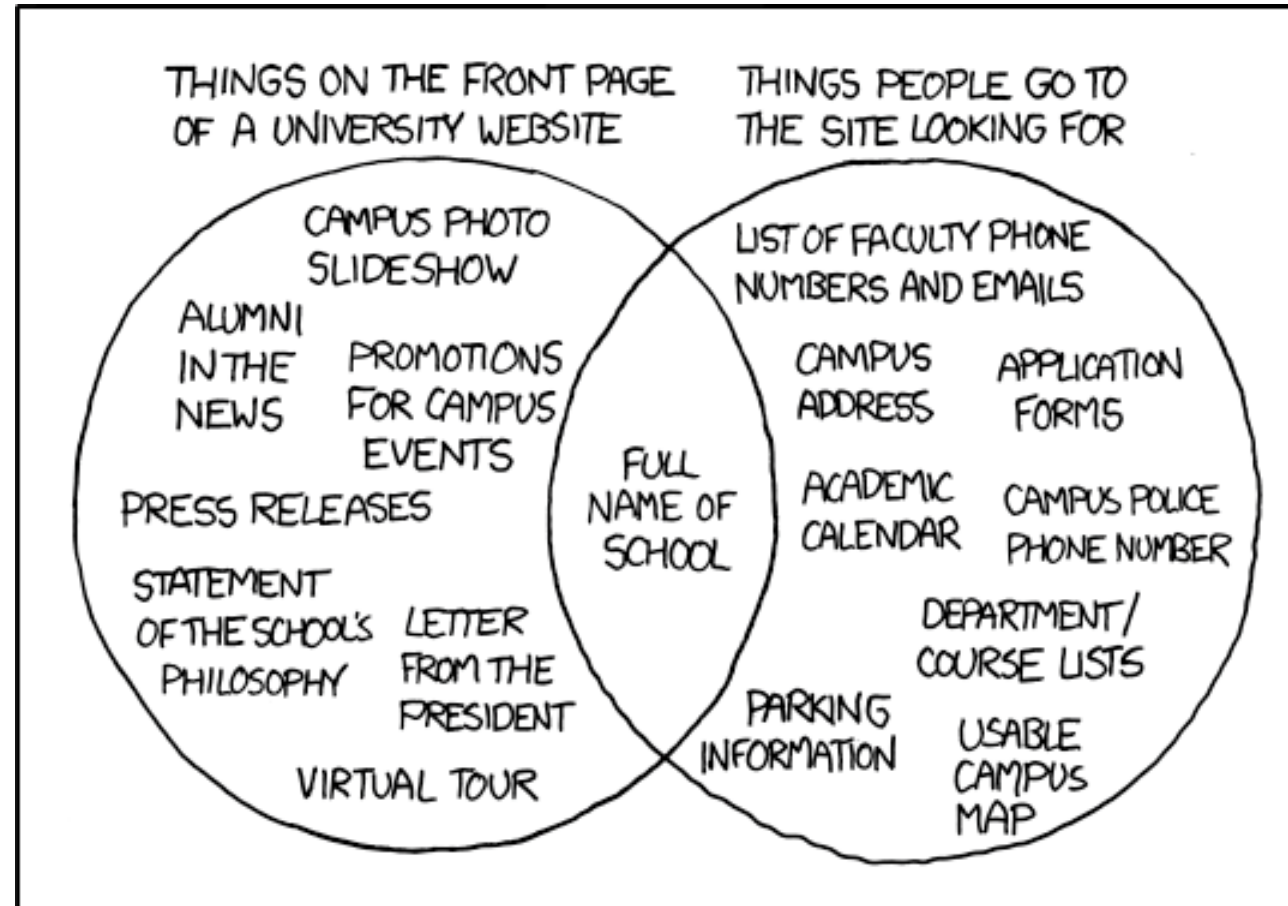 THINGS ON THE FRONT PAGE
OF A UNIVERSITY WEBSITE
THINGS PEOPLE GO TO
THE SITE LOOKING FOR
CAMPUS PHOTO
SLIDESHOW
ALUMNI
IN THE
NEWS
PROMOTIONS
FOR CAMPUS
EVENTS
PRESS RELEASES
STATEMENT
OF THE SCHOOL'S
PHILOSOPHY
LETTER
FROM THE
PRESIDENT
VIRTUAL TOUR
FULL
NAME OF
SCHOOL
LIST OF FACULTY PHONE
NUMBERS AND EMAILS
CAMPUS
ADDRESS
APPLICATION
FORMS
ACADEMIC
CALENDAR
CAMPUS POLICE
PHONE NUMBER
DEPARTMENT/
COURSE LISTS
PARKING
INFORMATION
USABLE
CAMPUS
MAP